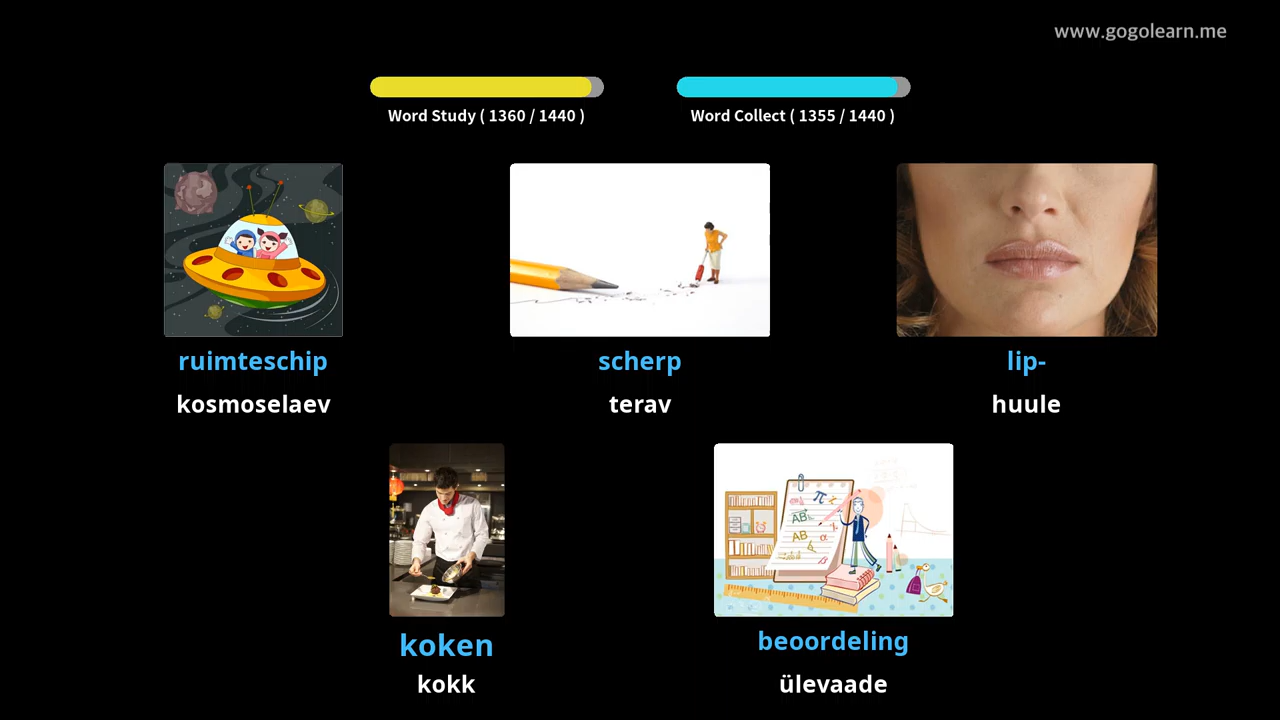 www.gogolearn.me
Word Study ( 1360 / 1440 )
Word Collect ( 1355 / 1440 )
ruimteschip
scherp
lip-
kosmoselaev
terav
huule
koken
beoordeling
kokk
ülevaade